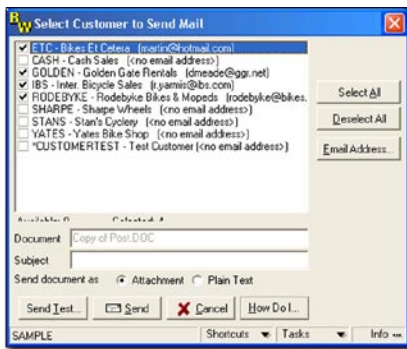 BW Select Customer to Send Mail
ETC - Bikes Et Cetera (martin@hotmail.com)
CASH - Cash Sales (<no email address>)
GOLDEN - Golden Gate Rentals (dmeade@ggr.net)
IBS - Inter. Bicycle Sales (r.yamis@ibs.com)
RODEBYKE - Rodebyke Bikes & Mopeds (rodebyke@bikes.
SHARPE - Sharpe Wheels (<no email address>)
STANS - Stan's Cyclery (<no email address>)
YATES - Yates Bike Shop (<no email address>)
*CUSTOMERTEST - Test Customer (<no email address>)
Select All
Deselect All
Email Address...
Available: 9 Selected: 4
Document Copy of Post.DOC
Subject
Send document as Attachment Plain Text
Send Test... Send Cancel How Do I...
SAMPLE Shortcuts Tasks Info